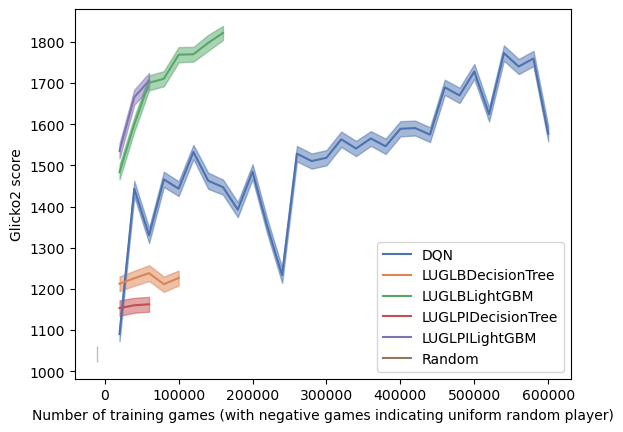 Glicko2 score
1800
1700
1600
1500
1400
1300
1200
1100
1000
DQN
LUGLBDecisionTree
LUGLBLightGBM
LUGLPIDecisionTree
LUGLPILightGBM
Random
0 100000 200000 300000 400000 500000 600000
Number of training games (with negative games indicating uniform random player)